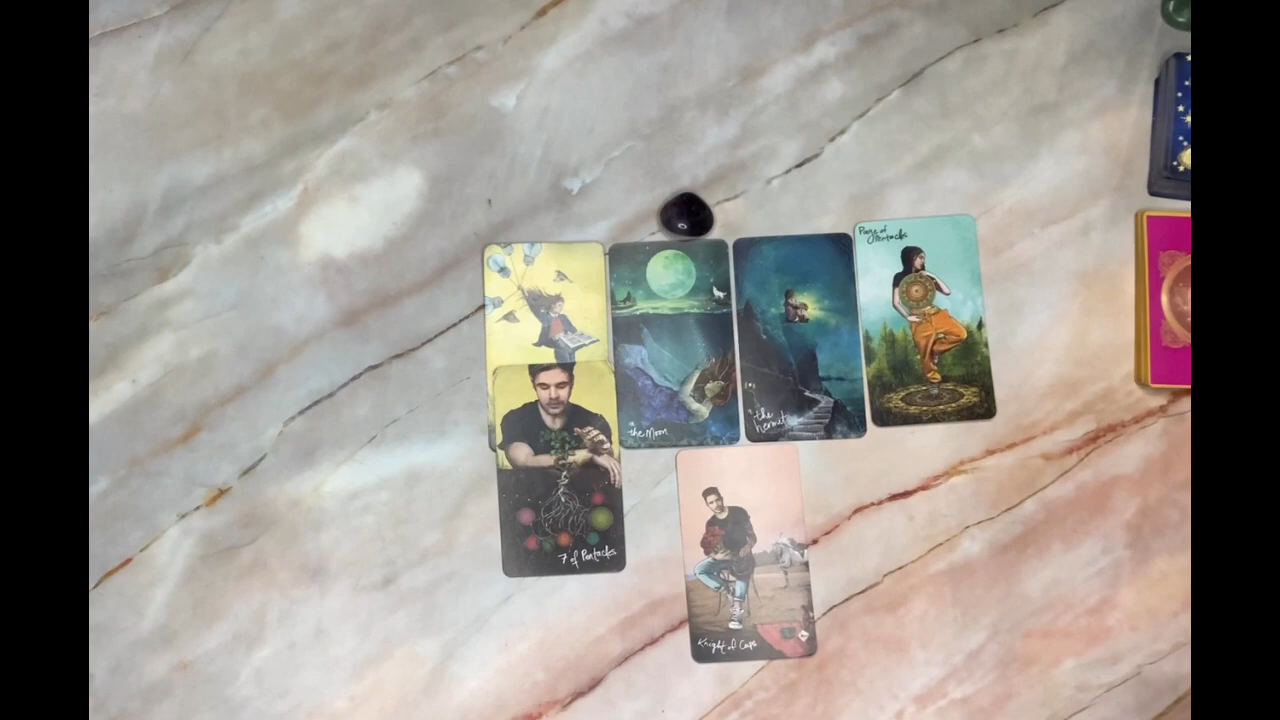 Page of
Pentacles
the Moon
the
hermit
7 of Pentacles
Knight of Cups